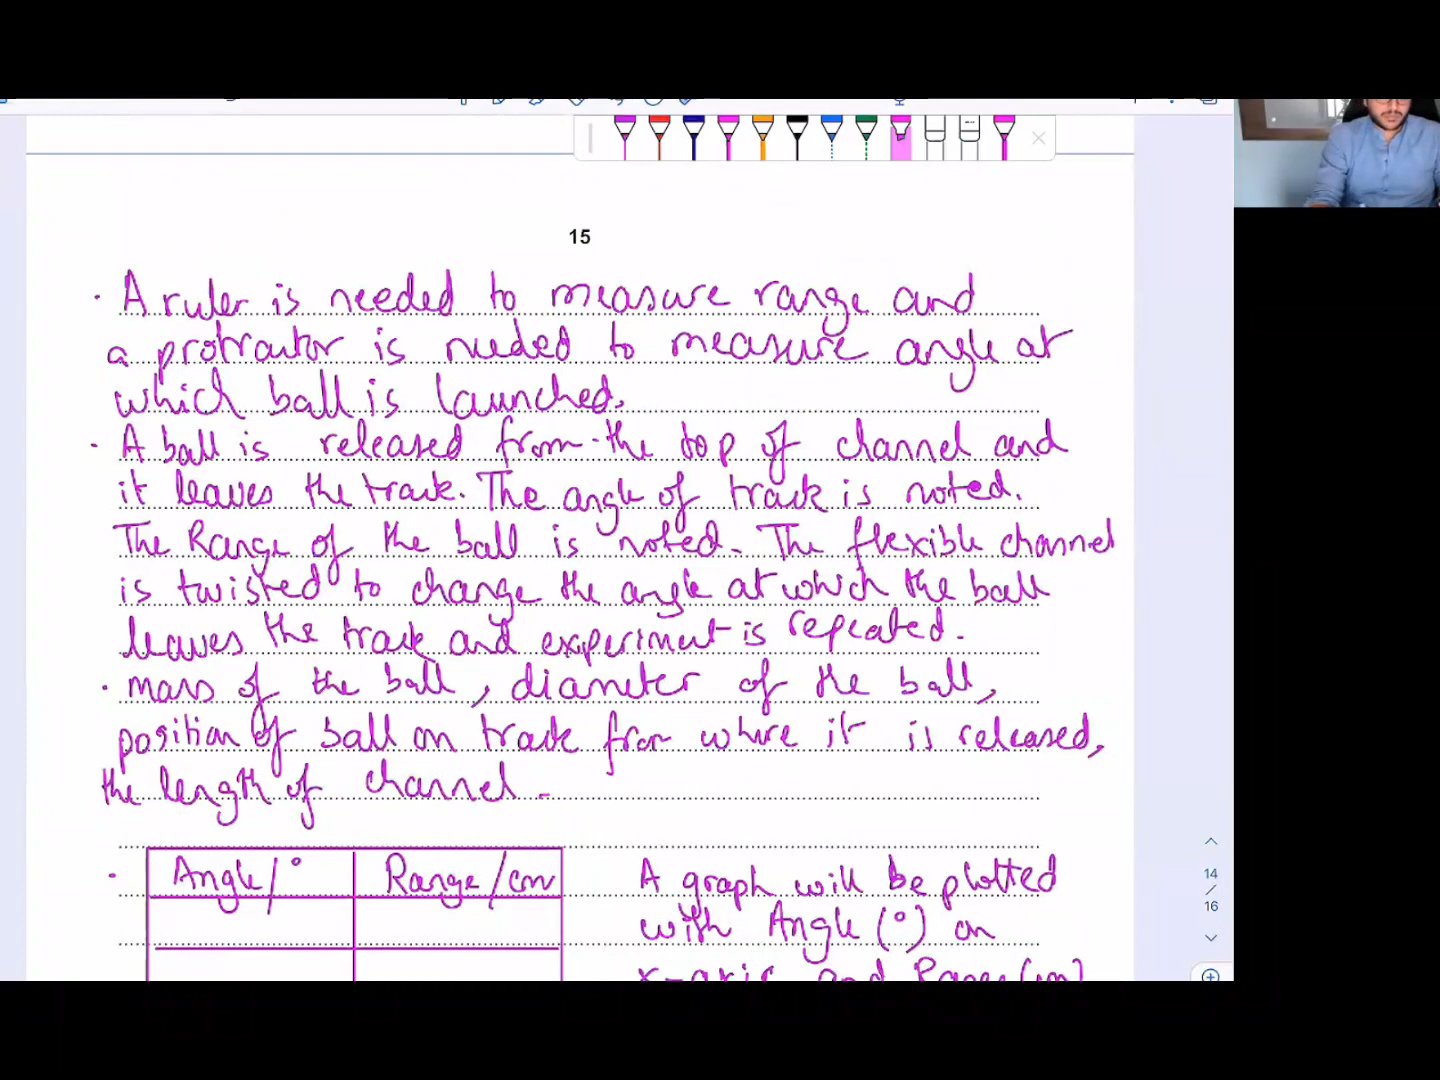 15
· A ruler is needed to measure range and
a protractor is needed to measure angle at
which ball is launched.
· A ball is released from the top of channel and
it leaves the track. The angle of track is noted.
The Range of the ball is noted. The flexible channel
is twisted to change the angle at which the ball
leaves the track and experiment is repeated.
· mass of the ball, diameter of the ball,
position of ball on track from where it is released,
the length of channel.
· Angle/° Range/cm
A graph will be plotted
with Angle (°) on
x-axis and Range (cm)
14
/
16